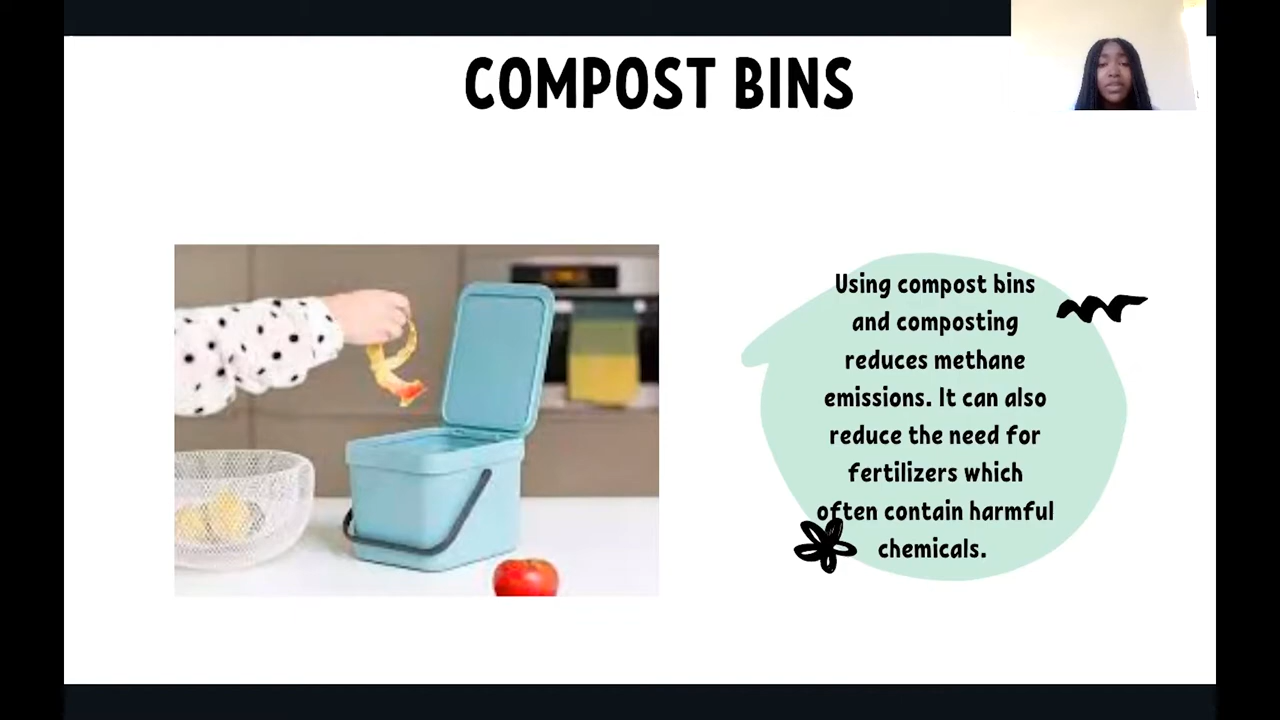 COMPOST BINS
Using compost bins
and composting
reduces methane
emissions. It can also
reduce the need for
fertilizers which
often contain harmful
chemicals.